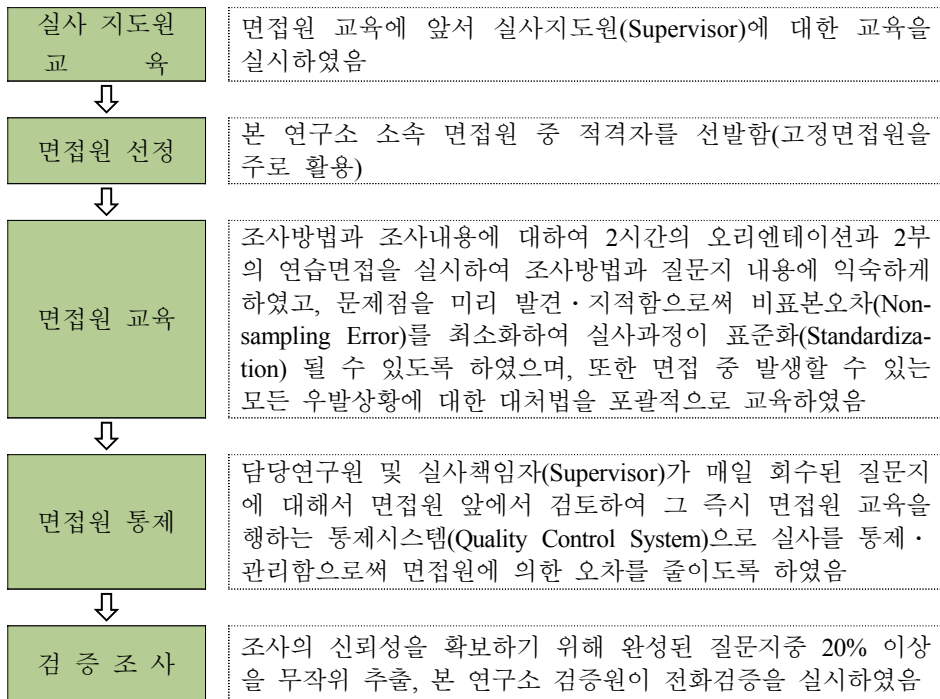 실사 지도원
교 육
면접원 교육에 앞서 실사지도원(Supervisor)에 대한 교육을
실시하였음
면접원 선정
본 연구소 소속 면접원 중 적격자를 선발함(고정면접원을
주로 활용)
면접원 교육
조사방법과 조사내용에 대하여 2시간의 오리엔테이션과 2부
의 연습면접을 실시하여 조사방법과 질문지 내용에 익숙하게
하였고, 문제점을 미리 발견·지적함으로써 비표본오차(Non-
sampling Error)를 최소화하여 실사과정이 표준화(Standardiza-
tion) 될 수 있도록 하였으며, 또한 면접 중 발생할 수 있는
모든 우발상황에 대한 대처법을 포괄적으로 교육하였음
면접원 통제
담당연구원 및 실사책임자(Supervisor)가 매일 회수된 질문지
에 대해서 면접원 앞에서 검토하여 그 즉시 면접원 교육을
행하는 통제시스템(Quality Control System)으로 실사를 통제·
관리함으로써 면접원에 의한 오차를 줄이도록 하였음
검 증 조 사
조사의 신뢰성을 확보하기 위해 완성된 질문지중 20% 이상
을 무작위 추출, 본 연구소 검증원이 전화검증을 실시하였음